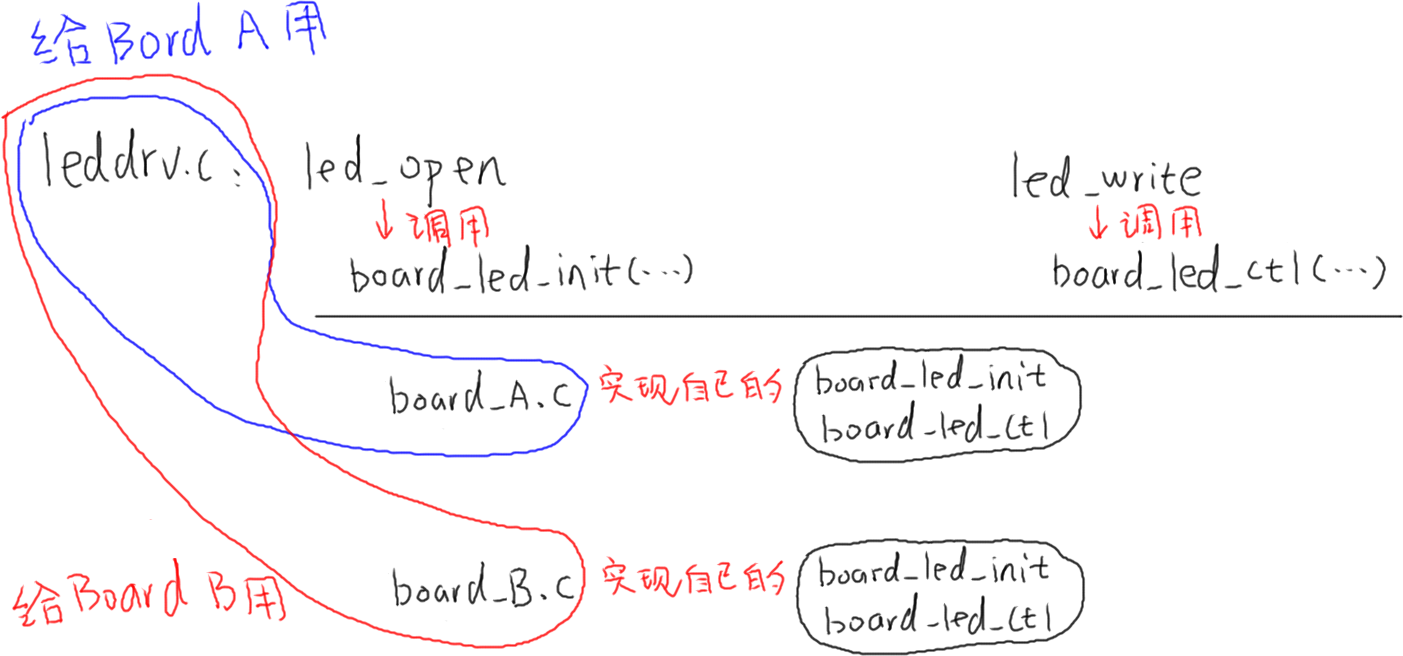 给Bord A用
leddrv.c: led_open led_write
↓调用 ↓调用
board_led_init(...) board_led_ctl(...)
board_A.c 实现自己的 board_led_init
board_led_ctl
board_B.c 实现自己的 board_led_init
board_led_ctl
给Board B用